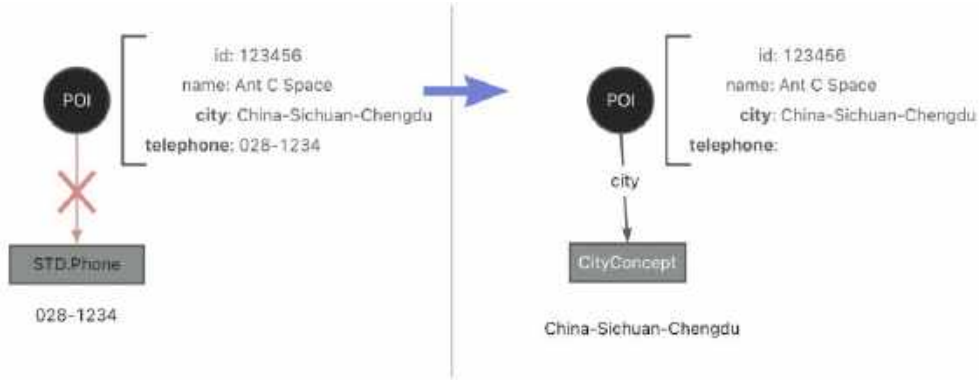 POI
id: 123456
name: Ant C Space
city: China-Sichuan-Chengdu
telephone: 028-1234
STD.Phone
028-1234
POI
id: 123456
name: Ant C Space
city: China-Sichuan-Chengdu
telephone:
city
CityConcept
China-Sichuan-Chengdu